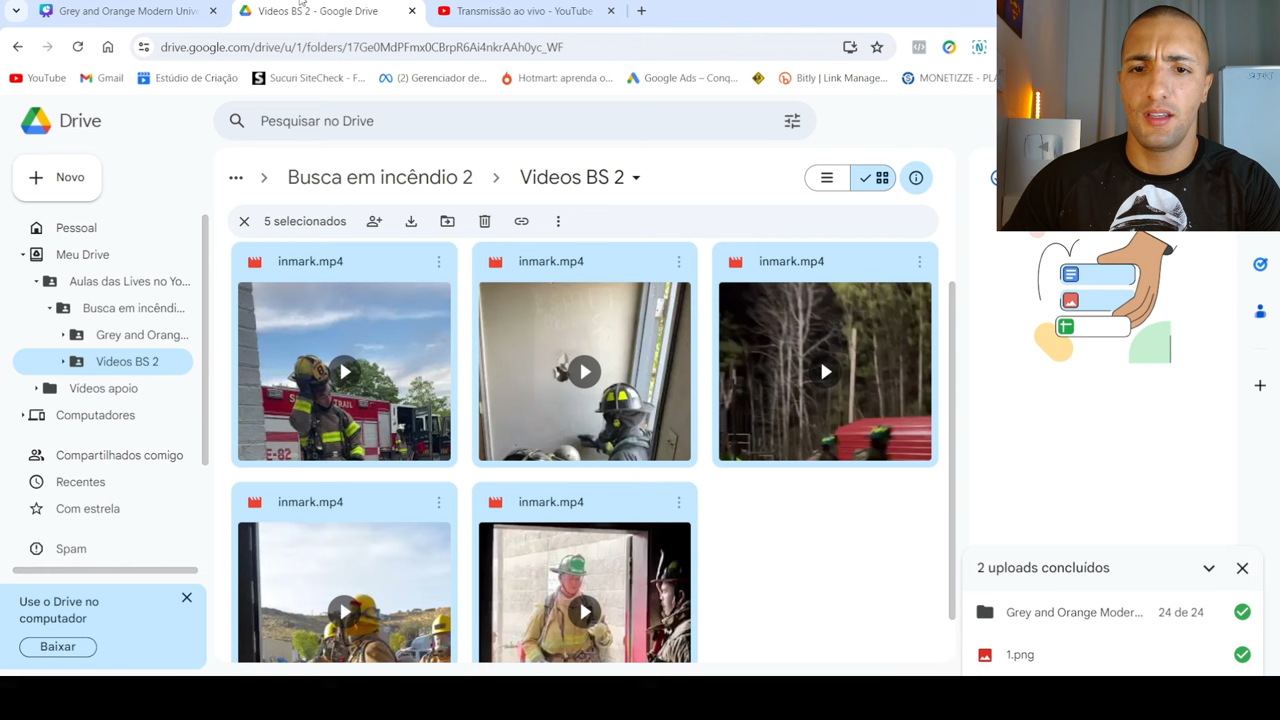 Grey and Orange Modern Univ
Videos BS 2 - Google Drive
Transmissão ao vivo - YouTube
drive.google.com/drive/u/1/folders/17Ge0MdPFmx0CBrpR6Ai4nkrAAh0yc_WF
YouTube
Gmail
Estúdio de Criação
Sucuri SiteCheck - F...
(2) Gerenciador de...
Hotmart: aprenda o...
Google Ads – Conq...
Bitly | Link Manage...
MONETIZZE - PLA
Drive
Pesquisar no Drive
Novo
Busca em incêndio 2
Videos BS 2
5 selecionados
Pessoal
Meu Drive
Aulas das Lives no Yo...
Busca em incêndi...
Grey and Orang...
Videos BS 2
Vídeos apoio
Computadores
Compartilhados comigo
Recentes
Com estrela
Spam
inmark.mp4
inmark.mp4
inmark.mp4
E-82
inmark.mp4
inmark.mp4
Use o Drive no
computador
Baixar
2 uploads concluídos
Grey and Orange Moder...
24 de 24
1.png